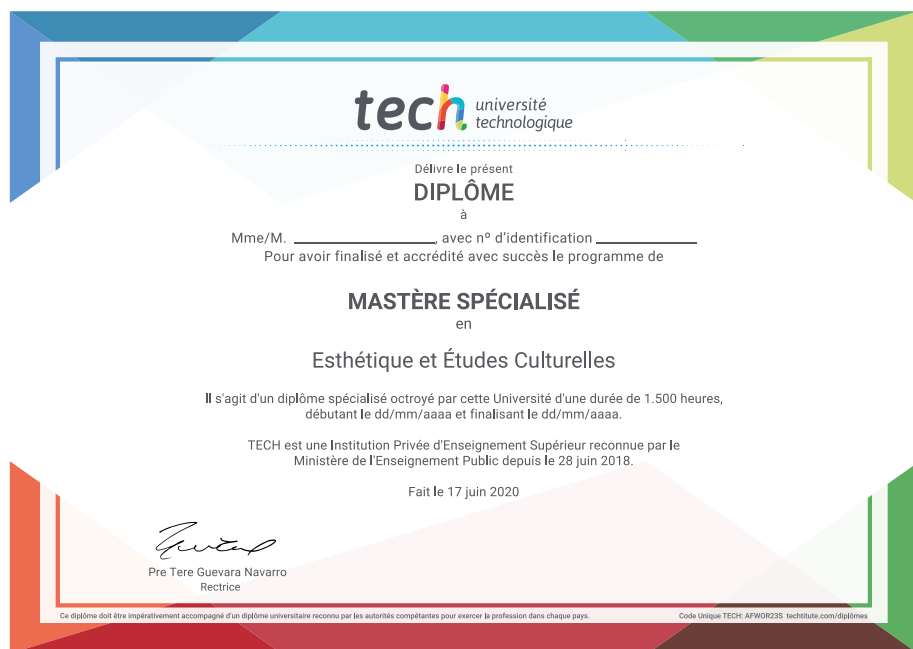 tech université
technologique
Délivre le présent
DIPLÔME
à
Mme/M. ____________, avec nº d'identification ____________
Pour avoir finalisé et accrédité avec succès le programme de
MASTÈRE SPÉCIALISÉ
en
Esthétique et Études Culturelles
Il s'agit d'un diplôme spécialisé octroyé par cette Université d'une durée de 1.500 heures,
débutant le dd/mm/aaaa et finalisant le dd/mm/aaaa.
TECH est une Institution Privée d'Enseignement Supérieur reconnue par le
Ministère de l'Enseignement Public depuis le 28 juin 2018.
Fait le 17 juin 2020
Pre Tere Guevara Navarro
Rectrice
Ce diplôme doit être impérativement accompagné d'un diplôme universitaire reconnu par les autorités compétantes pour exercer la profession dans chaque pays.
Code Unique TECH: AFWOR23S techtitute.com/diplômes